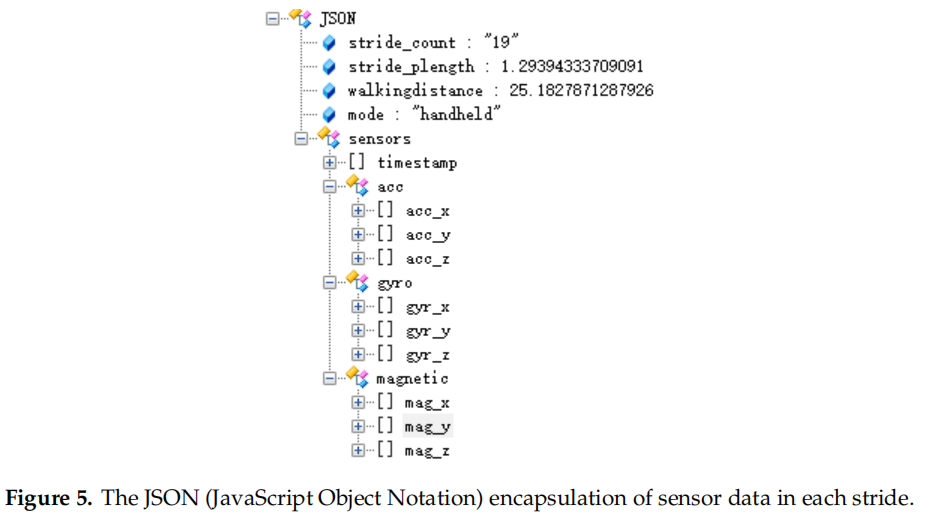 JSON
stride_count : "19"
stride_plength : 1.29394333709091
walkingdistance : 25.1827871287926
mode : "handheld"
sensors
[] timestamp
acc
[] acc_x
[] acc_y
[] acc_z
gyro
[] gyr_x
[] gyr_y
[] gyr_z
magnetic
[] mag_x
[] mag_y
[] mag_z
Figure 5. The JSON (JavaScript Object Notation) encapsulation of sensor data in each stride.